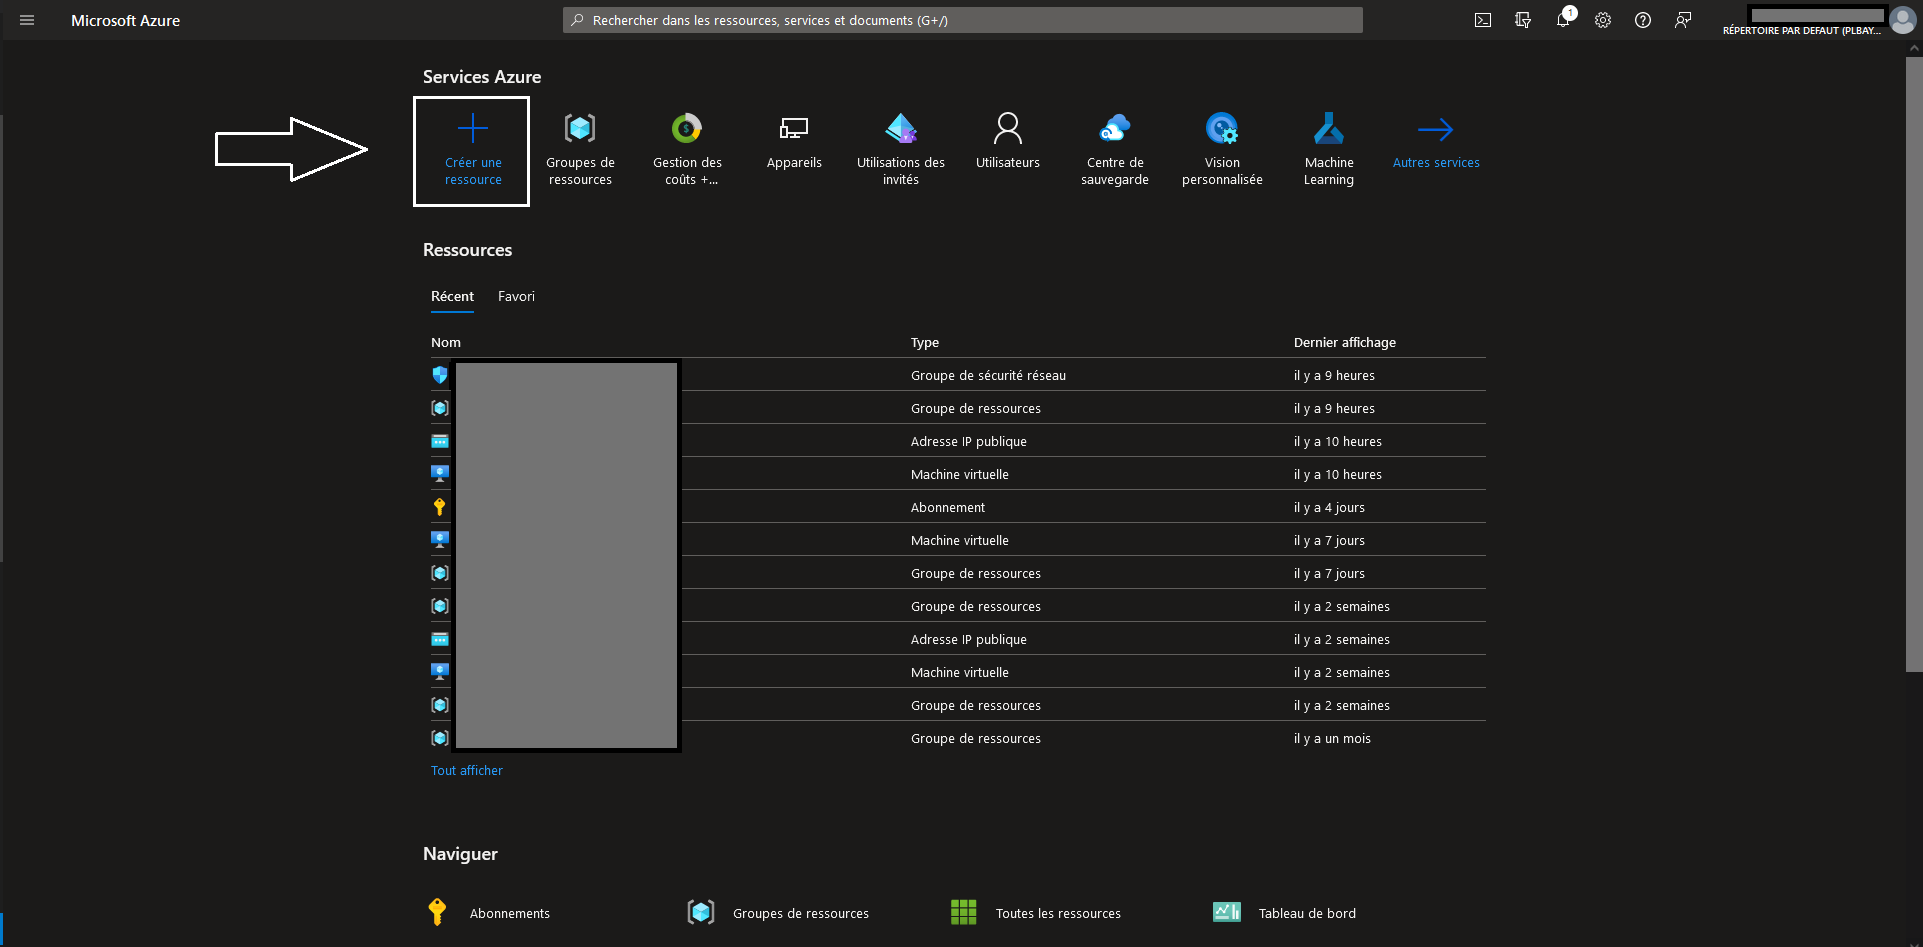 Microsoft Azure
Rechercher dans les ressources, services et documents (G+/)
1
RÉPERTOIRE PAR DEFAUT (PLBAY...
Services Azure
Créer une
ressource
Groupes de
ressources
Gestion des
coûts +...
Appareils
Utilisations des
invités
Utilisateurs
Centre de
sauvegarde
Vision
personnalisée
Machine
Learning
Autres services
Ressources
Récent
Favori
Nom
Type
Dernier affichage
Groupe de sécurité réseau
il y a 9 heures
Groupe de ressources
il y a 9 heures
Adresse IP publique
il y a 10 heures
Machine virtuelle
il y a 10 heures
Abonnement
il y a 4 jours
Machine virtuelle
il y a 7 jours
Groupe de ressources
il y a 7 jours
Groupe de ressources
il y a 2 semaines
Adresse IP publique
il y a 2 semaines
Machine virtuelle
il y a 2 semaines
Groupe de ressources
il y a 2 semaines
Groupe de ressources
il y a un mois
Tout afficher
Naviguer
Abonnements
Groupes de ressources
Toutes les ressources
Tableau de bord